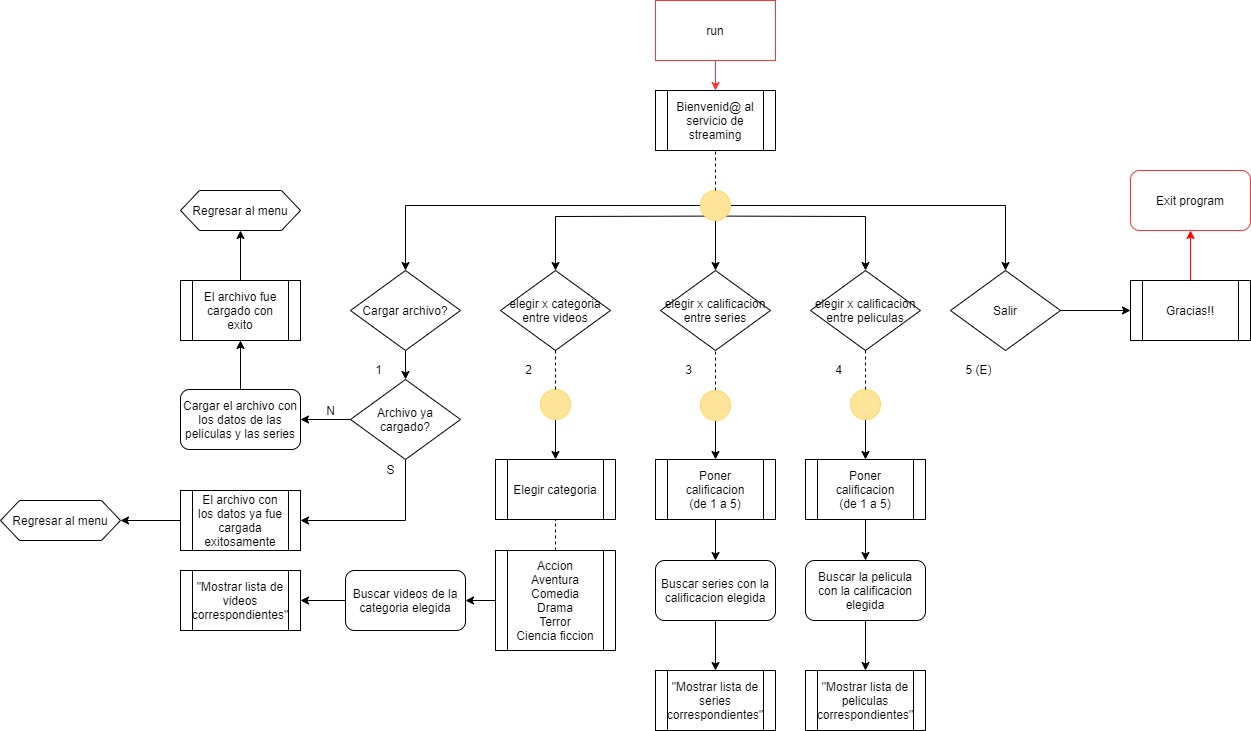 run
Bienvenid@ al
servicio de
streaming
Regresar al menu
Exit program
El archivo fue
cargado con
exito
Cargar archivo?
elegir x categoria
entre videos
elegir x calificacion
entre series
elegir x calificacion
entre peliculas
Salir
Gracias!!
1
2
3
4
5 (E)
Cargar el archivo con
los datos de las
peliculas y las series
N
Archivo ya
cargado?
S
Elegir categoria
Poner
calificacion
(de 1 a 5)
Poner
calificacion
(de 1 a 5)
Regresar al menu
El archivo con
los datos ya fue
cargada
exitosamente
"Mostrar lista de
videos
correspondientes"
Buscar videos de la
categoria elegida
Accion
Aventura
Comedia
Drama
Terror
Ciencia ficcion
Buscar series con la
calificacion elegida
Buscar la pelicula
con la calificacion
elegida
"Mostrar lista de
series
correspondientes"
"Mostrar lista de
peliculas
correspondientes"